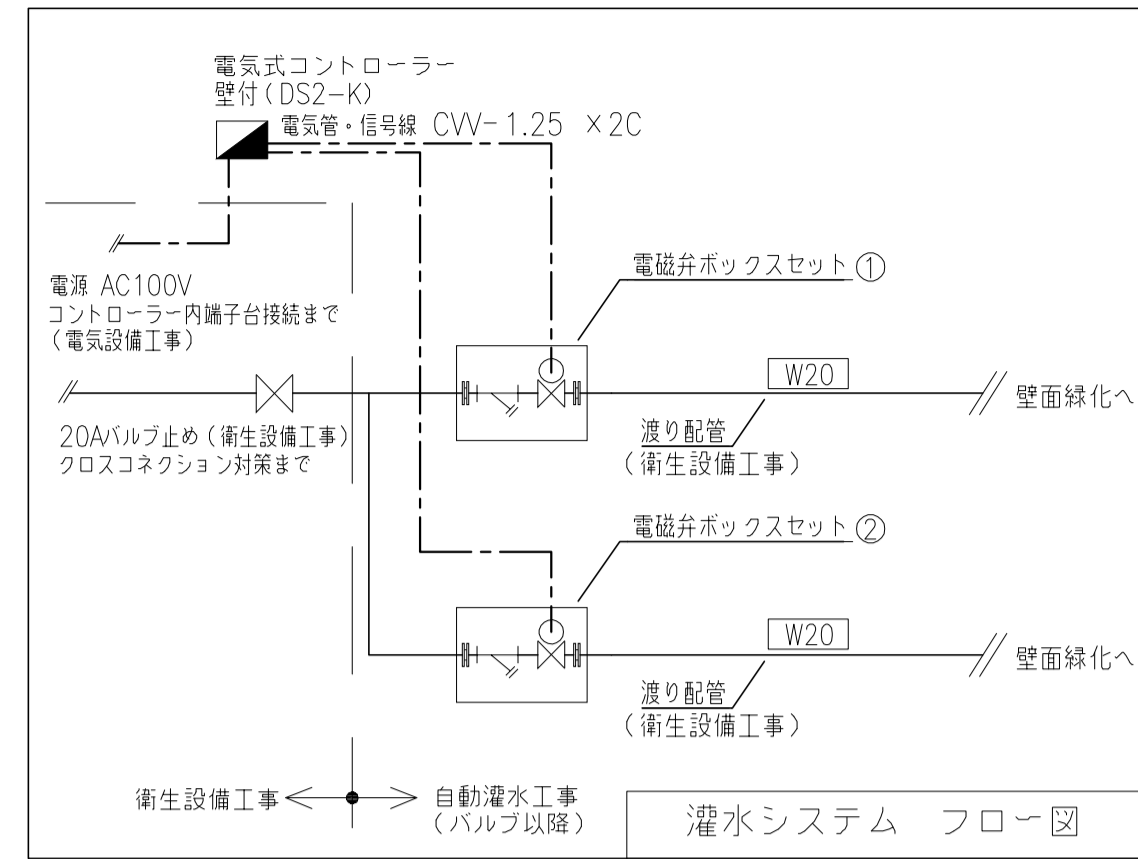 電気式コントローラー
壁付(DS2-K)
電気管・信号線 CVV-1.25 ×2C
電源 AC100V
コントローラー内端子台接続まで
(電気設備工事)
電磁弁ボックスセット ①
W20
壁面緑化へ
20Aバルブ止め(衛生設備工事)
クロスコネクション対策まで
渡り配管
(衛生設備工事)
電磁弁ボックスセット ②
W20
壁面緑化へ
渡り配管
(衛生設備工事)
衛生設備工事
自動灌水工事
(バルブ以降)
灌水システム フロー図